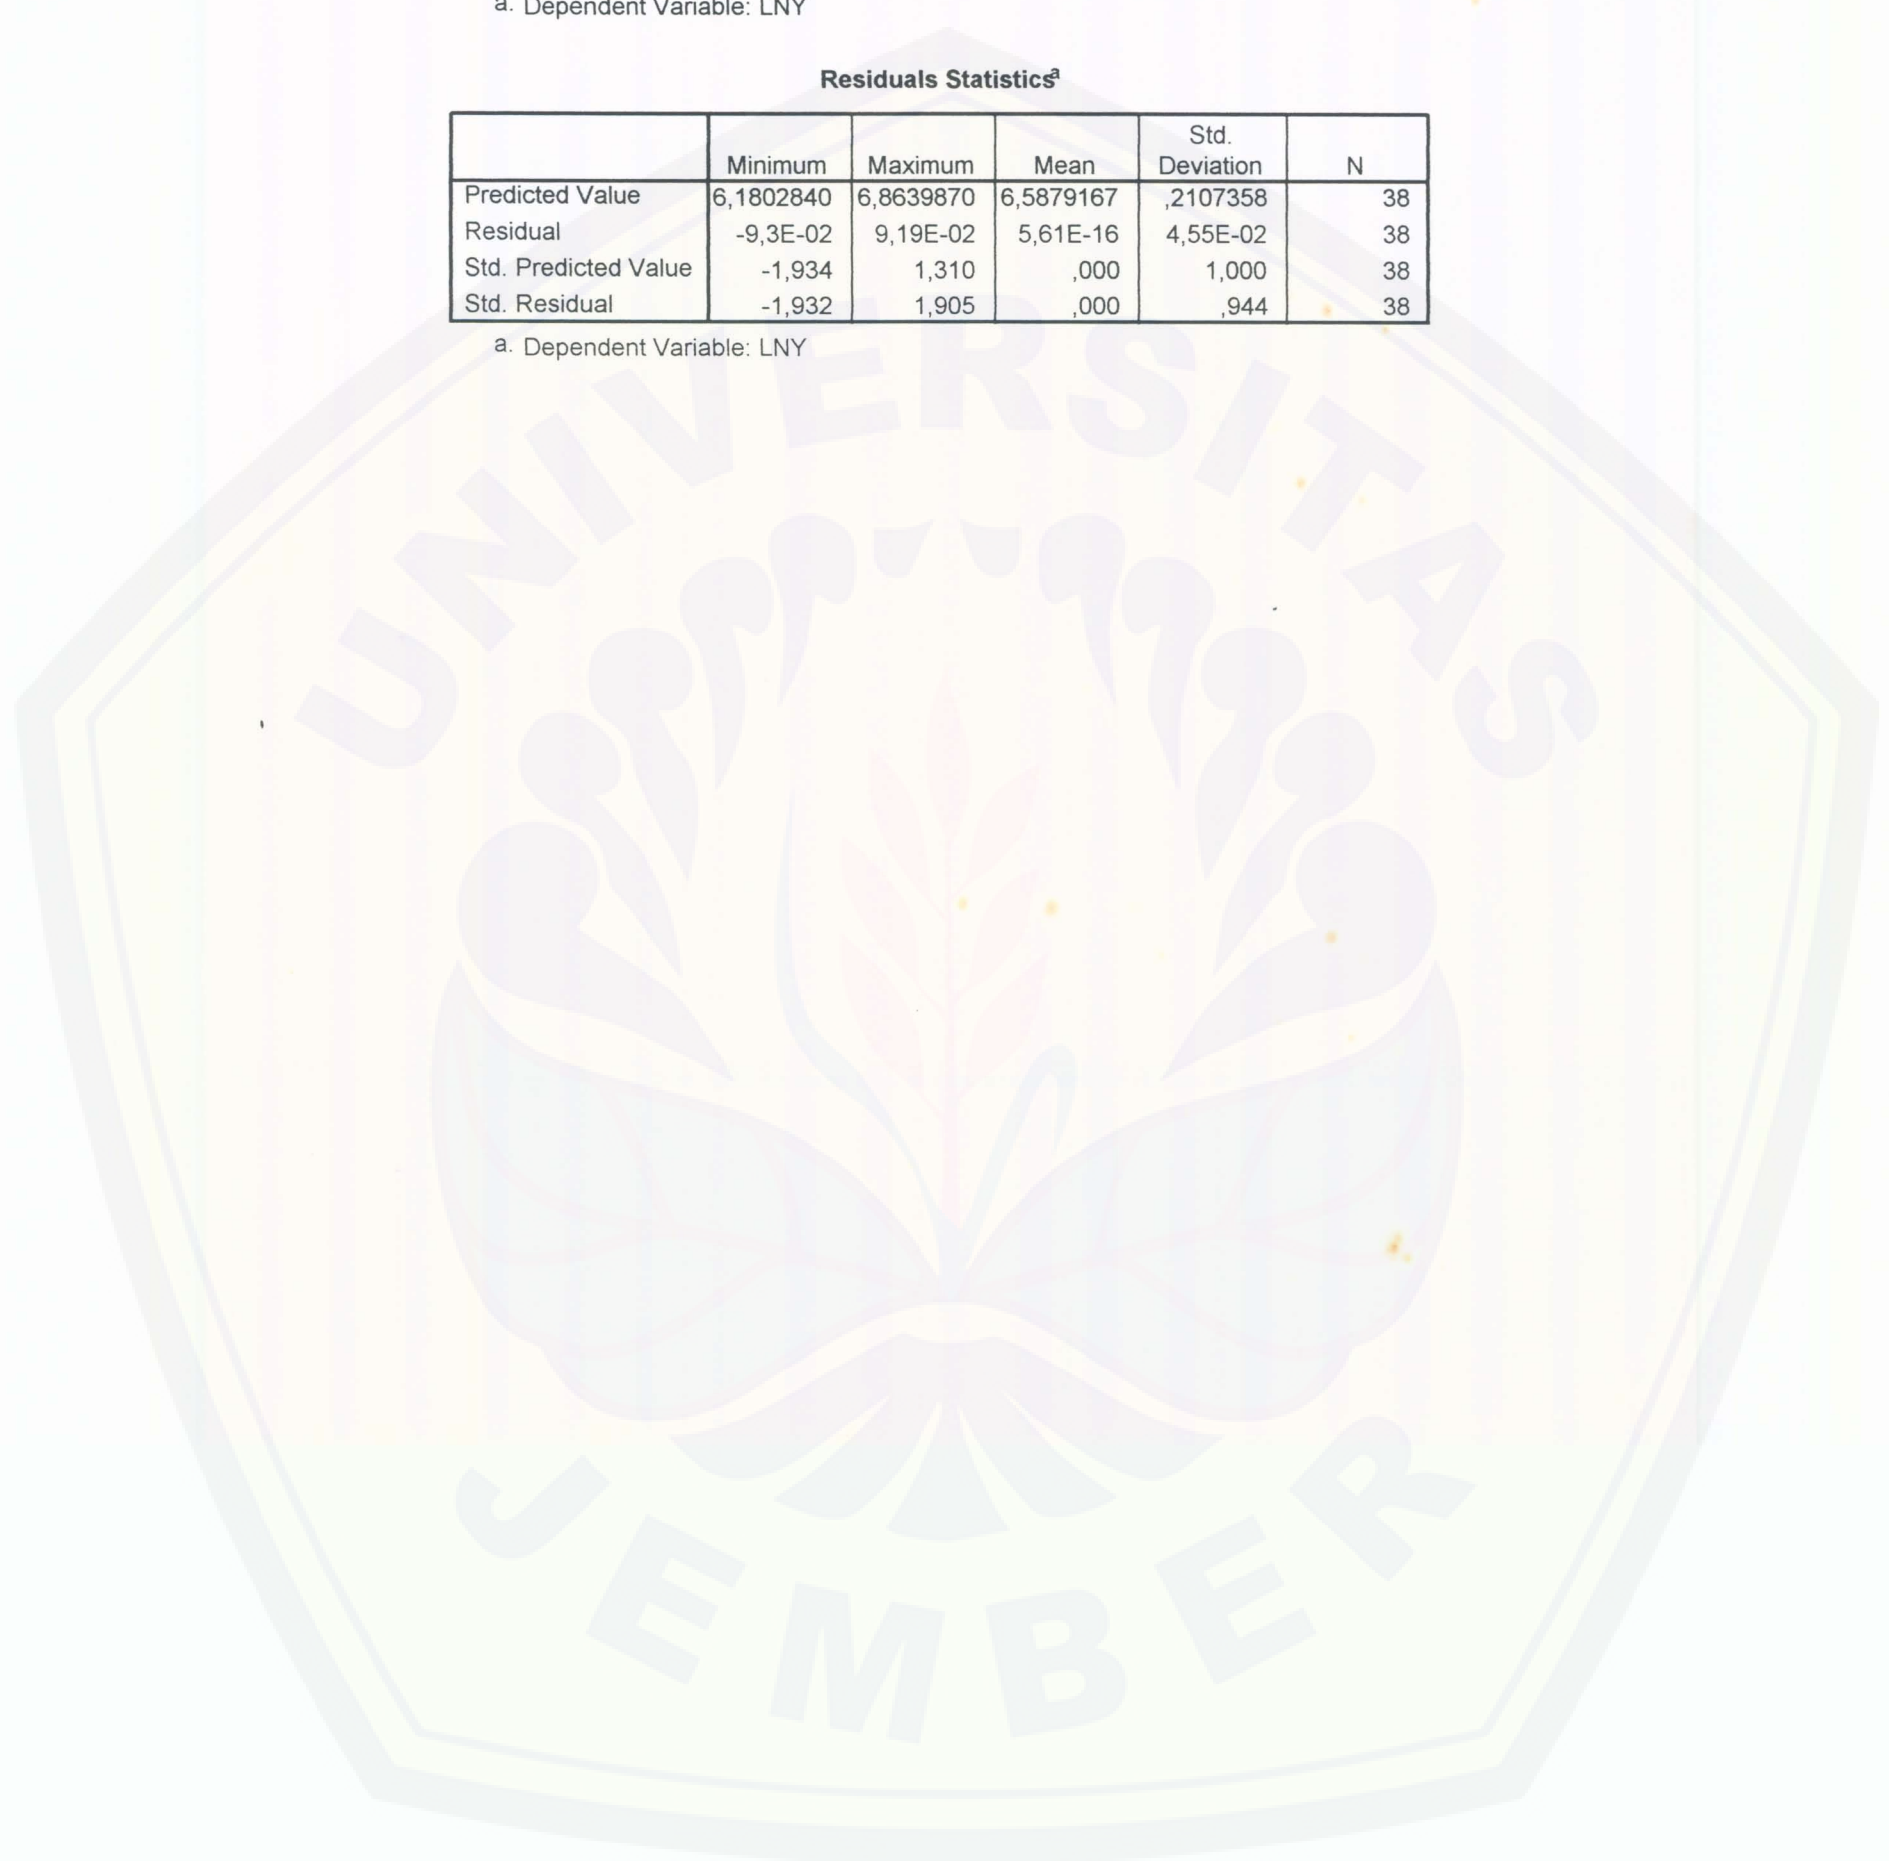 a. Dependent Variable: LNY
Residuals Statisticsa
Std.
Minimum Maximum Mean Deviation N
Predicted Value 6,1802840 6,8639870 6,5879167 ,2107358 38
Residual -9,3E-02 9,19E-02 5,61E-16 4,55E-02 38
Std. Predicted Value -1,934 1,310 ,000 1,000 38
Std. Residual -1,932 1,905 ,000 ,944 38
a. Dependent Variable: LNY
UNIVERSITAS
JEMBER